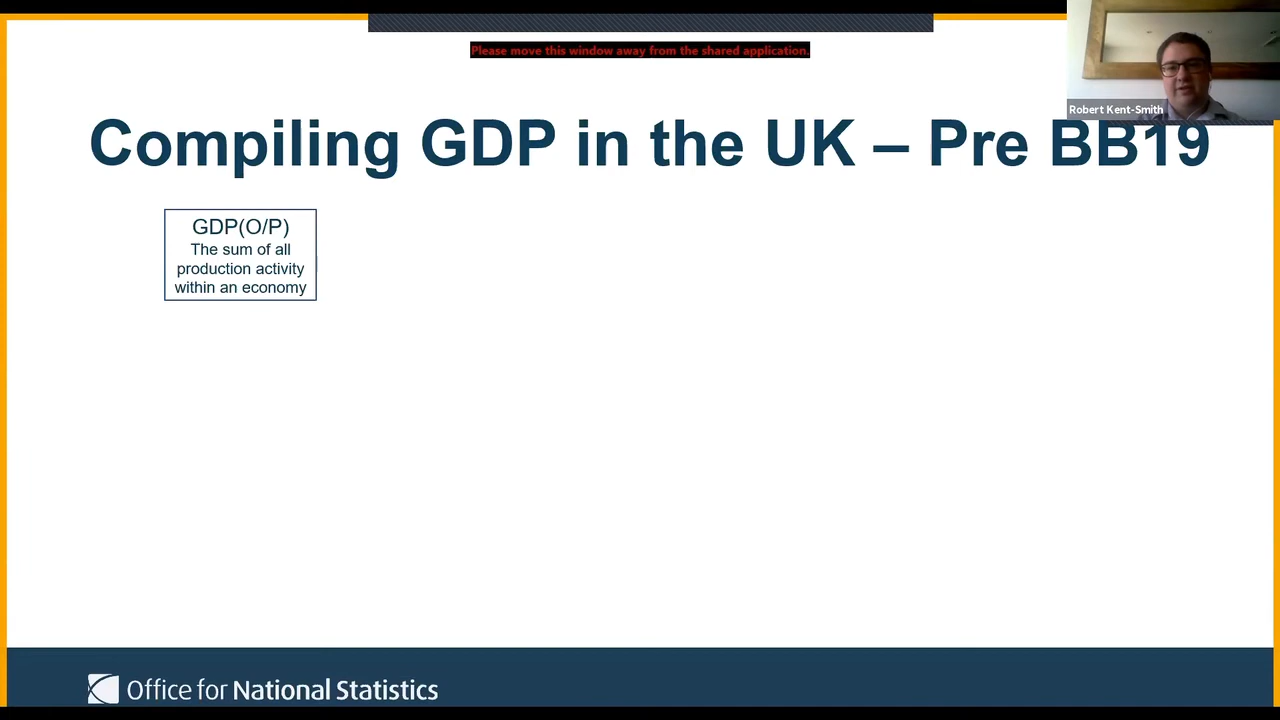 Please move this window away from the shared application.
Robert Kent-Smith
Compiling GDP in the UK – Pre BB19
GDP(O/P)
The sum of all
production activity
within an economy
Office for National Statistics